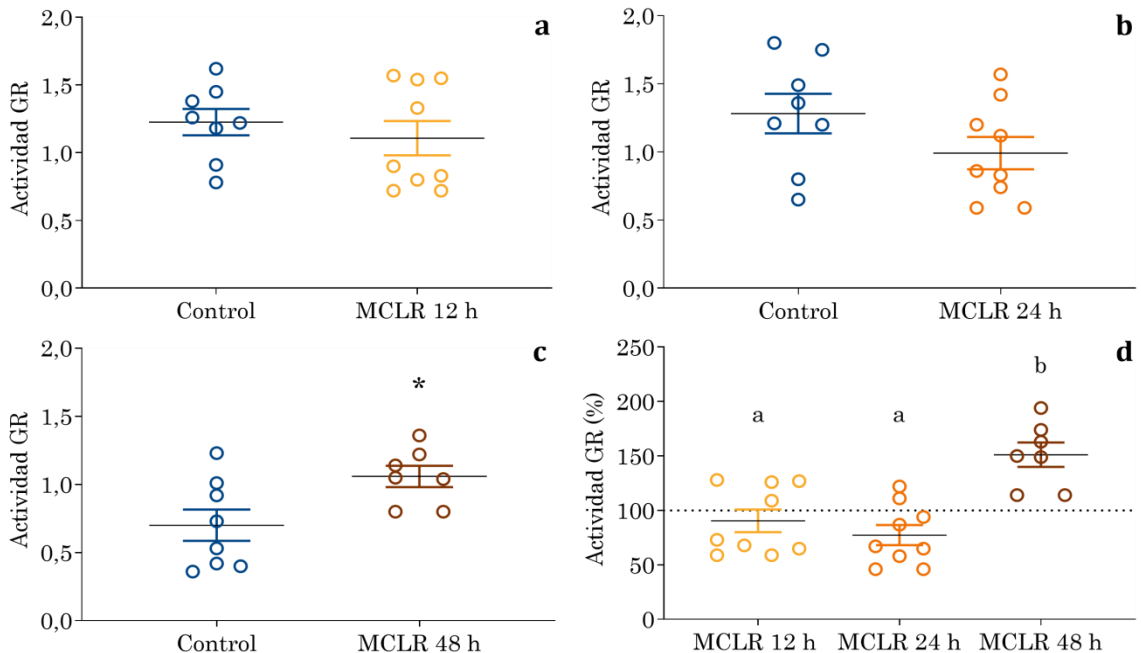 a
2,0
1,5
1,0
0,5
0,0
Actividad GR
Control
MCLR 12 h
b
2,0
1,5
1,0
0,5
0,0
Actividad GR
Control
MCLR 24 h
c
2,0
1,5
1,0
0,5
0,0
Actividad GR
*
Control
MCLR 48 h
d
250
200
150
100
50
0
Actividad GR (%)
a
a
b
MCLR 12 h
MCLR 24 h
MCLR 48 h